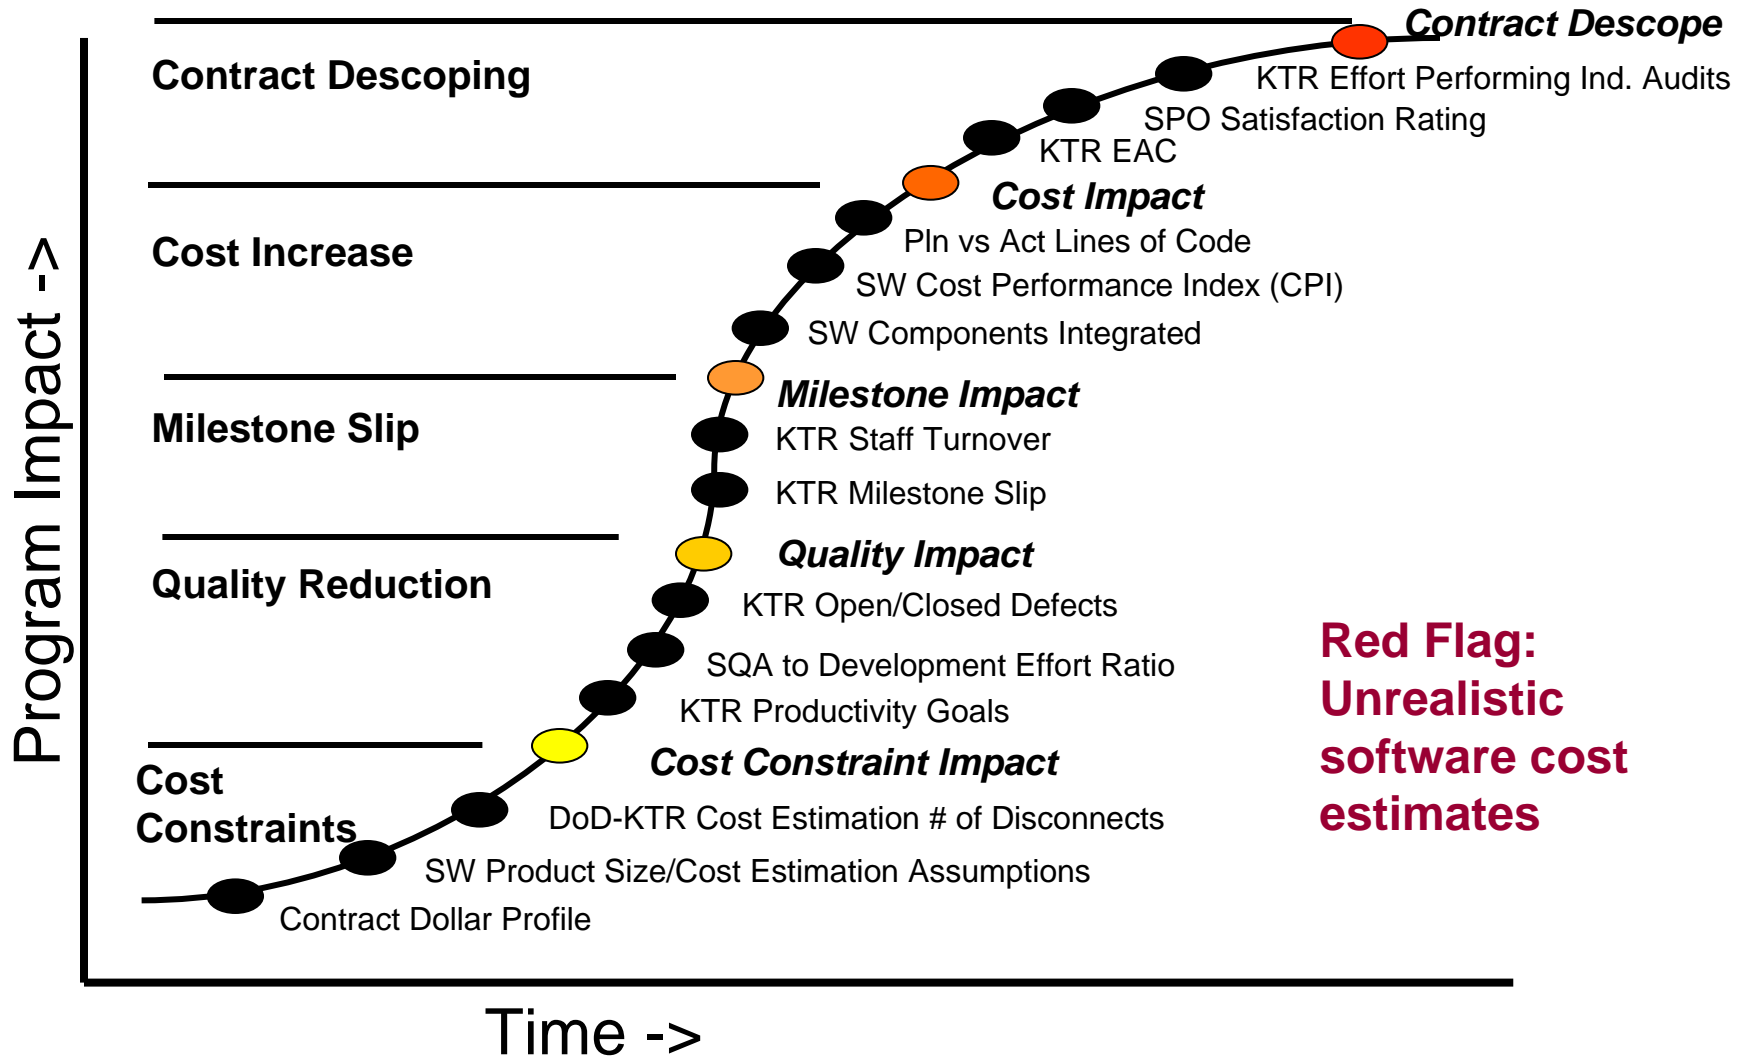 Contract Descope
Contract Descoping
KTR Effort Performing Ind. Audits
SPO Satisfaction Rating
KTR EAC
Cost Impact
Cost Increase
Pln vs Act Lines of Code
SW Cost Performance Index (CPI)
SW Components Integrated
Milestone Impact
Milestone Slip
KTR Staff Turnover
KTR Milestone Slip
Quality Impact
Quality Reduction
KTR Open/Closed Defects
SQA to Development Effort Ratio
KTR Productivity Goals
Cost Constraint Impact
Cost
Constraints
DoD-KTR Cost Estimation # of Disconnects
SW Product Size/Cost Estimation Assumptions
Contract Dollar Profile
Red Flag:
Unrealistic
software cost
estimates
Program Impact ->
Time ->